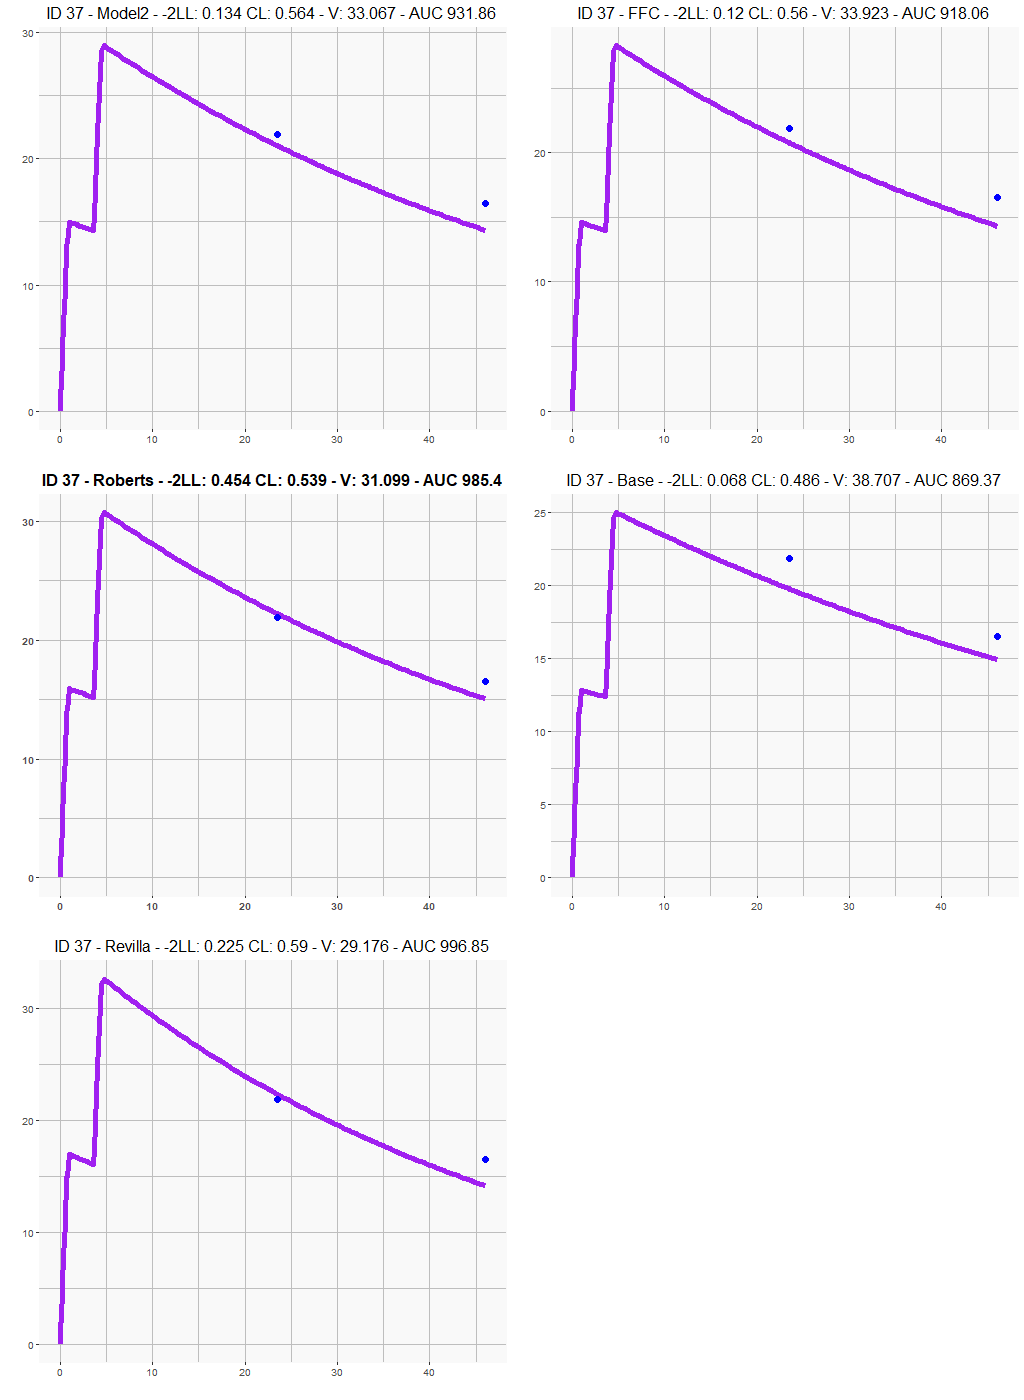 ID 37 - Model2 - -2LL: 0.134 CL: 0.564 - V: 33.067 - AUC 931.86
30
20
10
0
0 10 20 30 40
ID 37 - FFC - -2LL: 0.12 CL: 0.56 - V: 33.923 - AUC 918.06
20
10
0
0 10 20 30 40
ID 37 - Roberts - -2LL: 0.454 CL: 0.539 - V: 31.099 - AUC 985.4
30
20
10
0
0 10 20 30 40
ID 37 - Base - -2LL: 0.068 CL: 0.486 - V: 38.707 - AUC 869.37
25
20
15
10
5
0
0 10 20 30 40
ID 37 - Revilla - -2LL: 0.225 CL: 0.59 - V: 29.176 - AUC 996.85
30
20
10
0
0 10 20 30 40